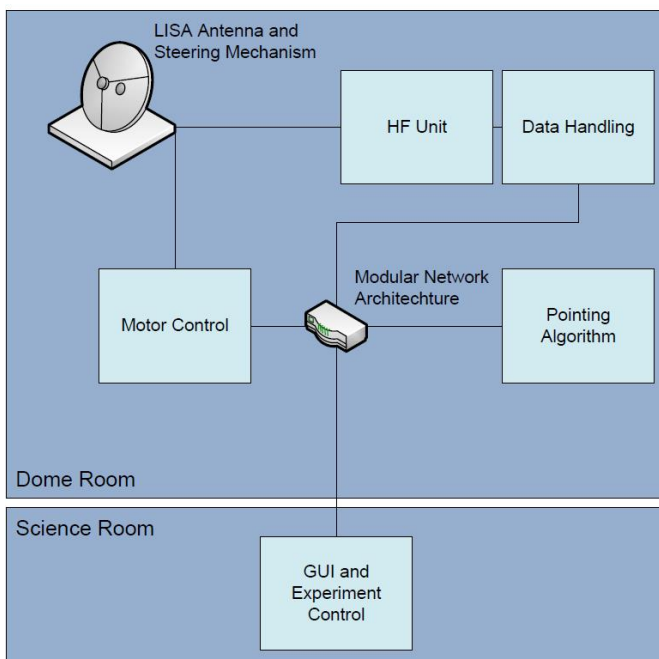 LISA Antenna and
Steering Mechanism
HF Unit
Data Handling
Modular Network
Architechture
Motor Control
Pointing
Algorithm
Dome Room
Science Room
GUI and
Experiment
Control